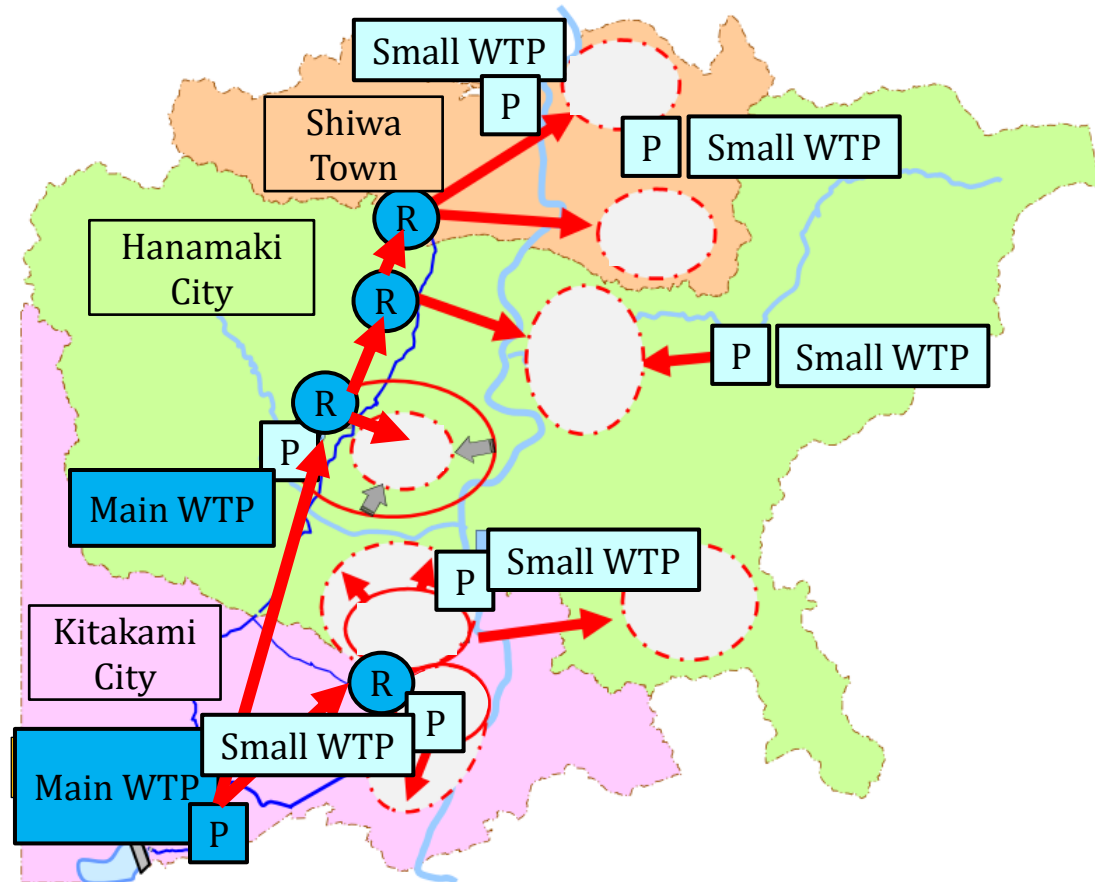 Small WTP
P
Shiwa
Town
P
Small WTP
R
Hanamaki
City
R
P
Small WTP
R
P
Main WTP
Small WTP
P
Kitakami
City
R
P
Small WTP
Main WTP
P